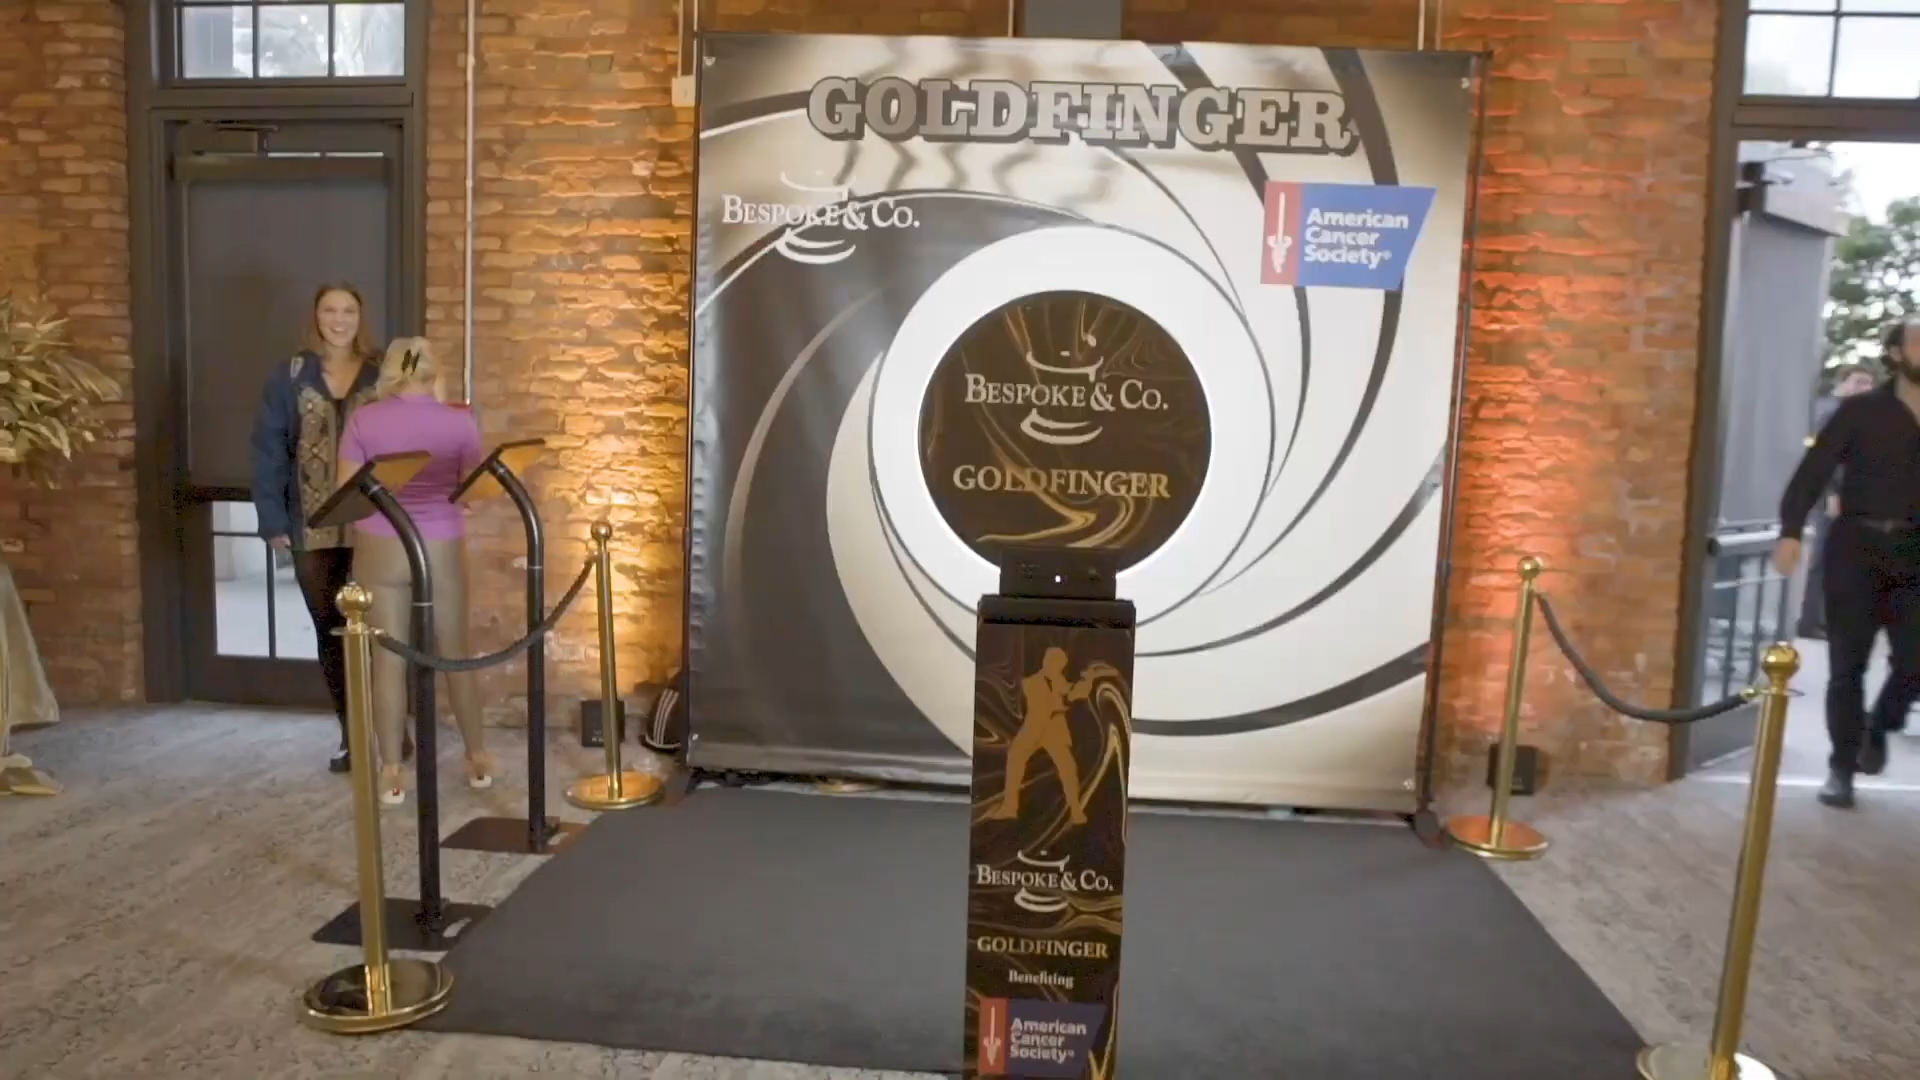 GOLDFINGER
BESPOKE & CO.
American
Cancer
Society®
BESPOKE & CO.
GOLDFINGER
BESPOKE & CO.
GOLDFINGER
Benefiting
American
Cancer
Society®